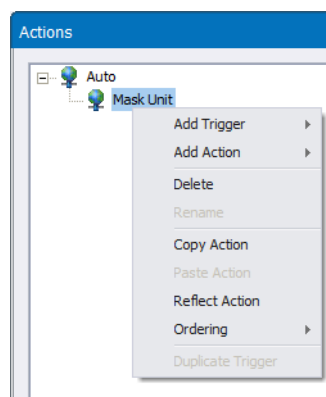 Actions
Auto
Mask Unit
Add Trigger
Add Action
Delete
Rename
Copy Action
Paste Action
Reflect Action
Ordering
Duplicate Trigger